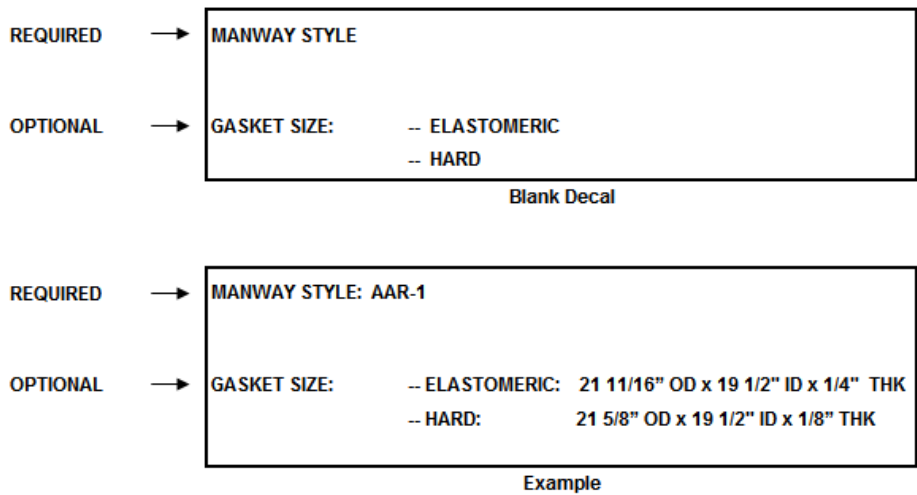 REQUIRED → MANWAY STYLE
OPTIONAL → GASKET SIZE: -- ELASTOMERIC
-- HARD
Blank Decal
REQUIRED → MANWAY STYLE: AAR-1
OPTIONAL → GASKET SIZE: -- ELASTOMERIC: 21 11/16” OD x 19 1/2" ID x 1/4" THK
-- HARD: 21 5/8” OD x 19 1/2" ID x 1/8” THK
Example